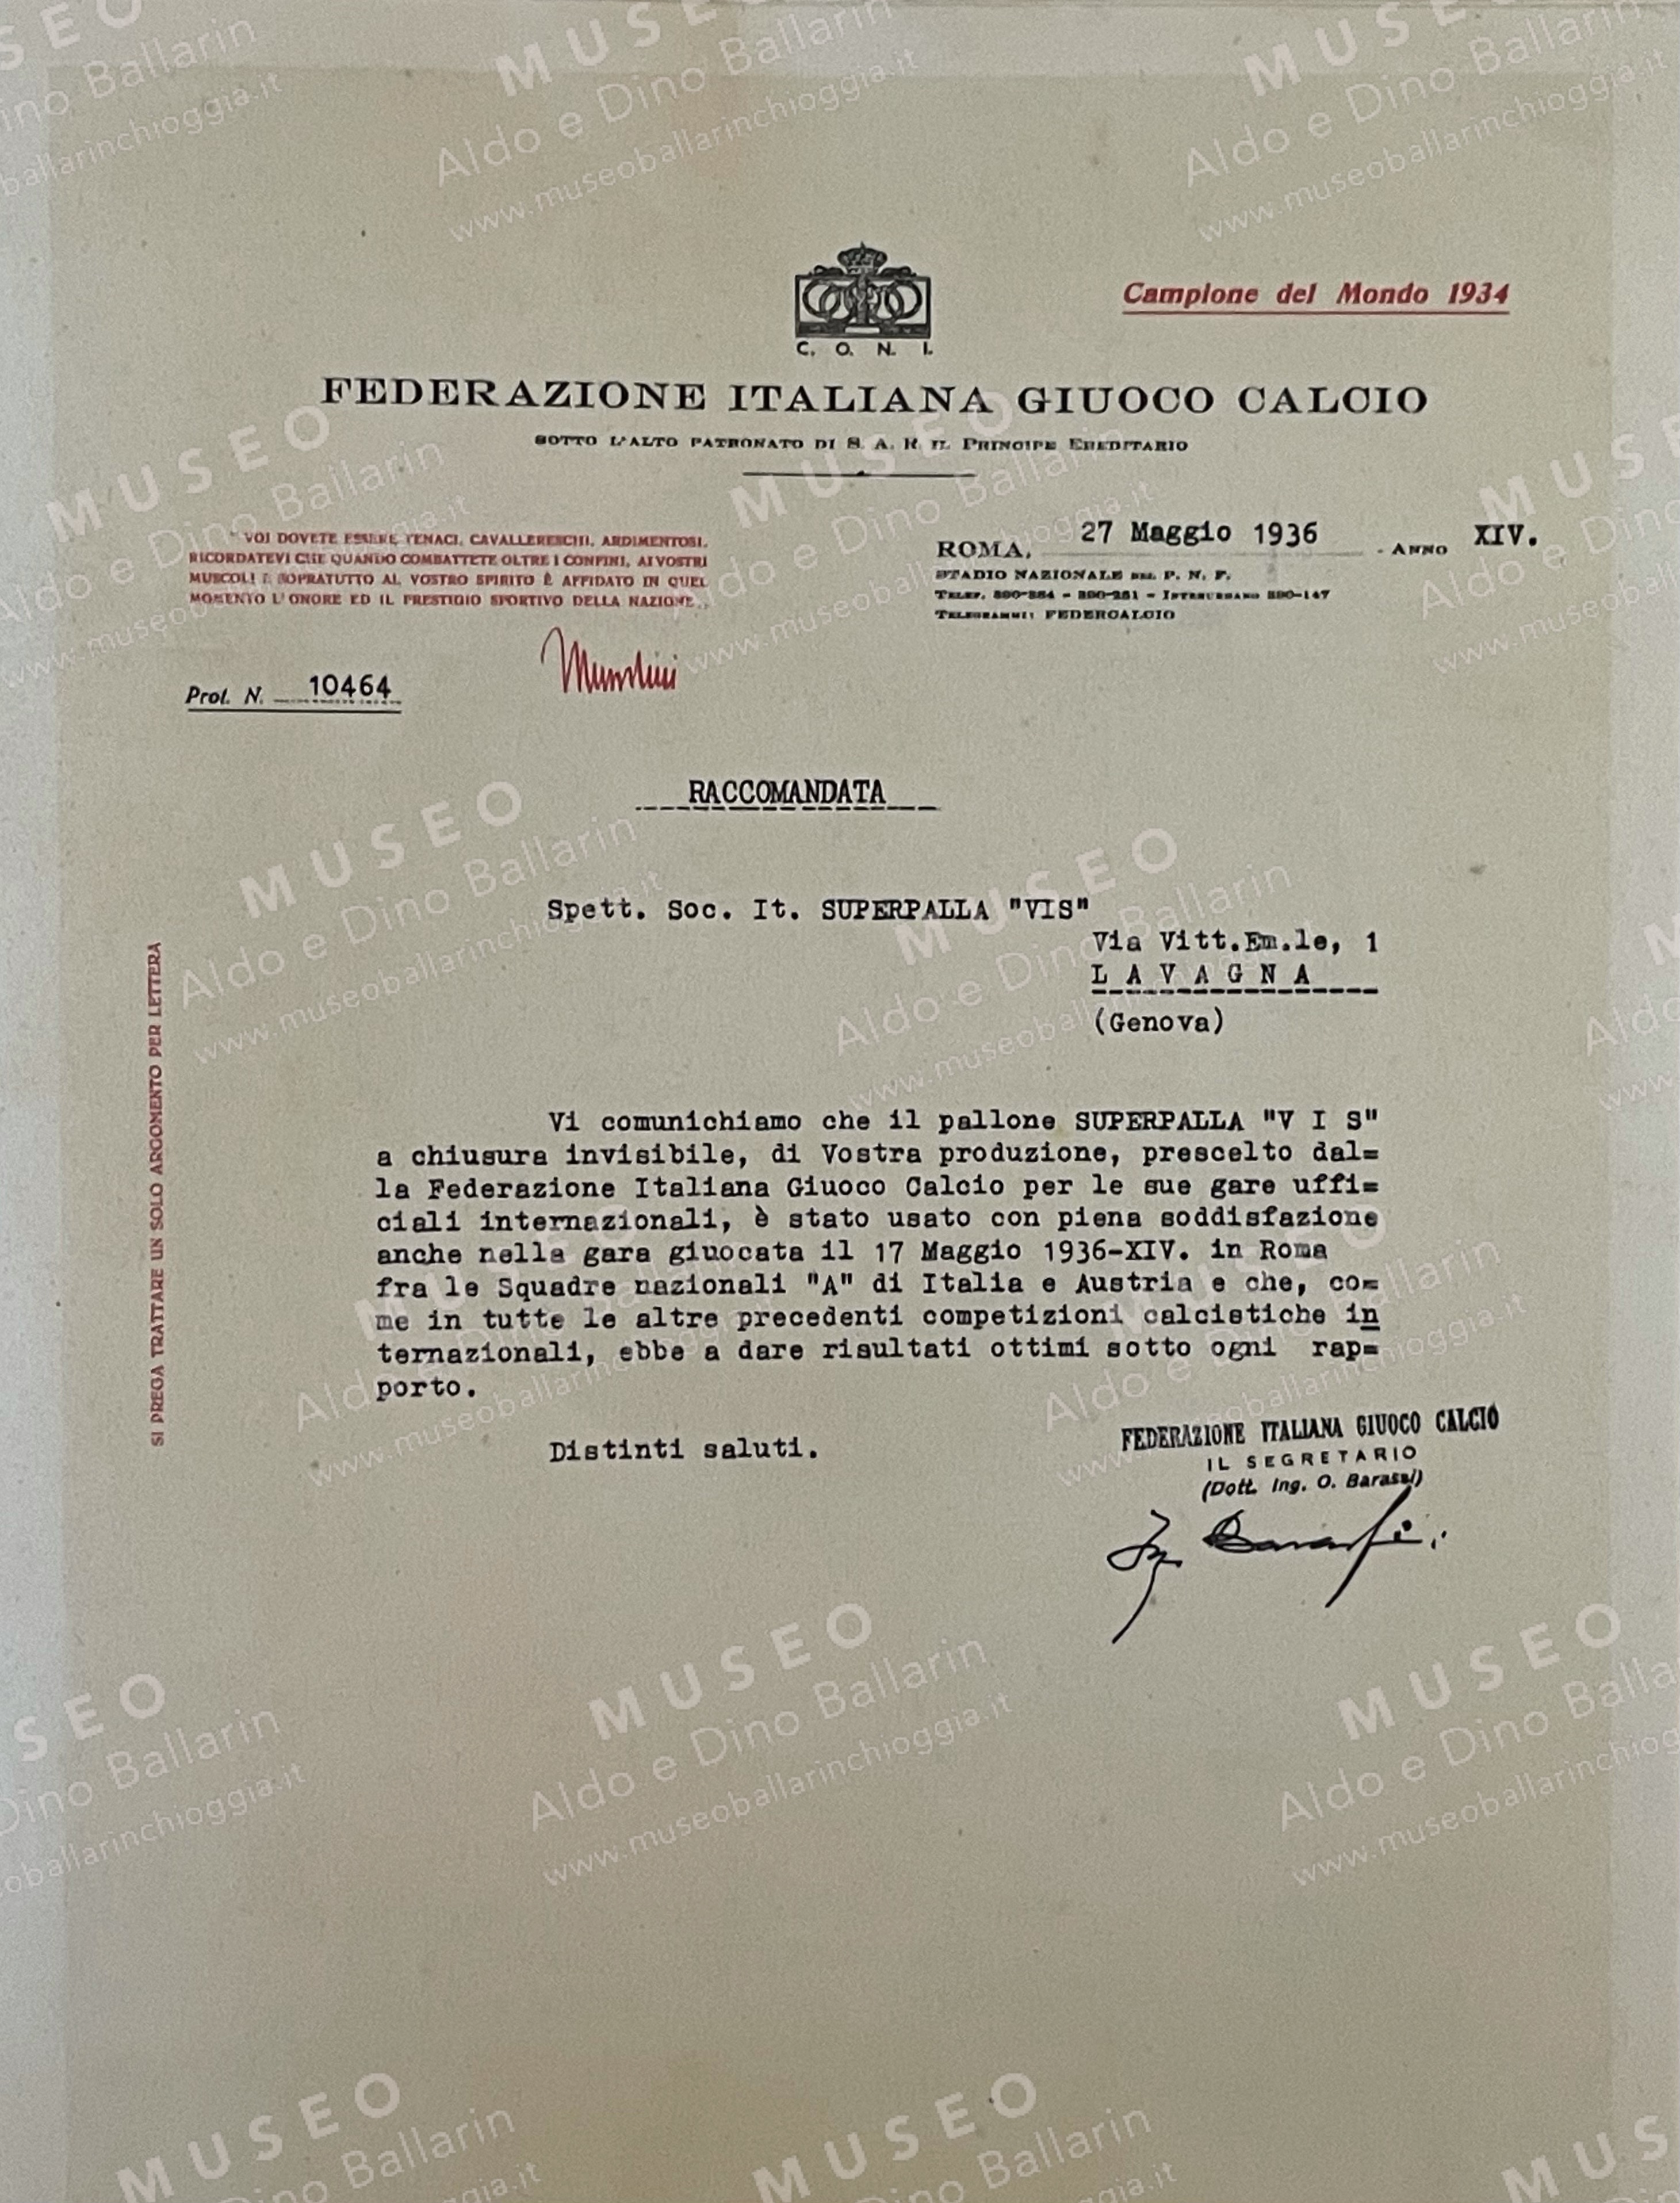 C. O. N. I.
Campione del Mondo 1934
FEDERAZIONE ITALIANA GIUOCO CALCIO
SOTTO L'ALTO PATRONATO DI S. A. R. IL PRINCIPE EREDITARIO
"VOI DOVETE ESSERE TENACI, CAVALLERESCHI, ARDIMENTOSI.
RICORDATEVI CHE QUANDO COMBATTETE OLTRE I CONFINI, AI VOSTRI
MUSCOLI E SOPRATUTTO AL VOSTRO SPIRITO È AFFIDATO IN QUEL
MOMENTO L'ONORE ED IL PRESTIGIO SPORTIVO DELLA NAZIONE„
Mussolini
ROMA, 27 Maggio 1936 - ANNO XIV.
STADIO NAZIONALE DEL P. N. F.
TELEF. - INTERURBANO 390-147
TELEGRAMMI: FEDERCALCIO
Prot. N. 10464
RACCOMANDATA
Spett. Soc. It. SUPERPALLA "VIS"
Via Vitt.Em.le, 1
L A V A G N A
(Genova)
SI PREGA TRATTARE UN SOLO ARGOMENTO PER LETTERA
Vi comunichiamo che il pallone SUPERPALLA "V I S"
a chiusura invisibile, di Vostra produzione, prescelto dal=
la Federazione Italiana Giuoco Calcio per le sue gare uffi=
ciali internazionali, è stato usato con piena soddisfazione
anche nella gara giuocata il 17 Maggio 1936-XIV. in Roma
fra le Squadre nazionali "A" di Italia e Austria e che, co=
me in tutte le altre precedenti competizioni calcistiche in
ternazionali, ebbe a dare risultati ottimi sotto ogni rap=
porto.
Distinti saluti.
FEDERAZIONE ITALIANA GIUOCO CALCIO
IL SEGRETARIO
(Dott. Ing. O. Barassi)
Ing Barassi
MUSEO
Aldo e Dino Ballarin
www.museoballarinchioggia.it